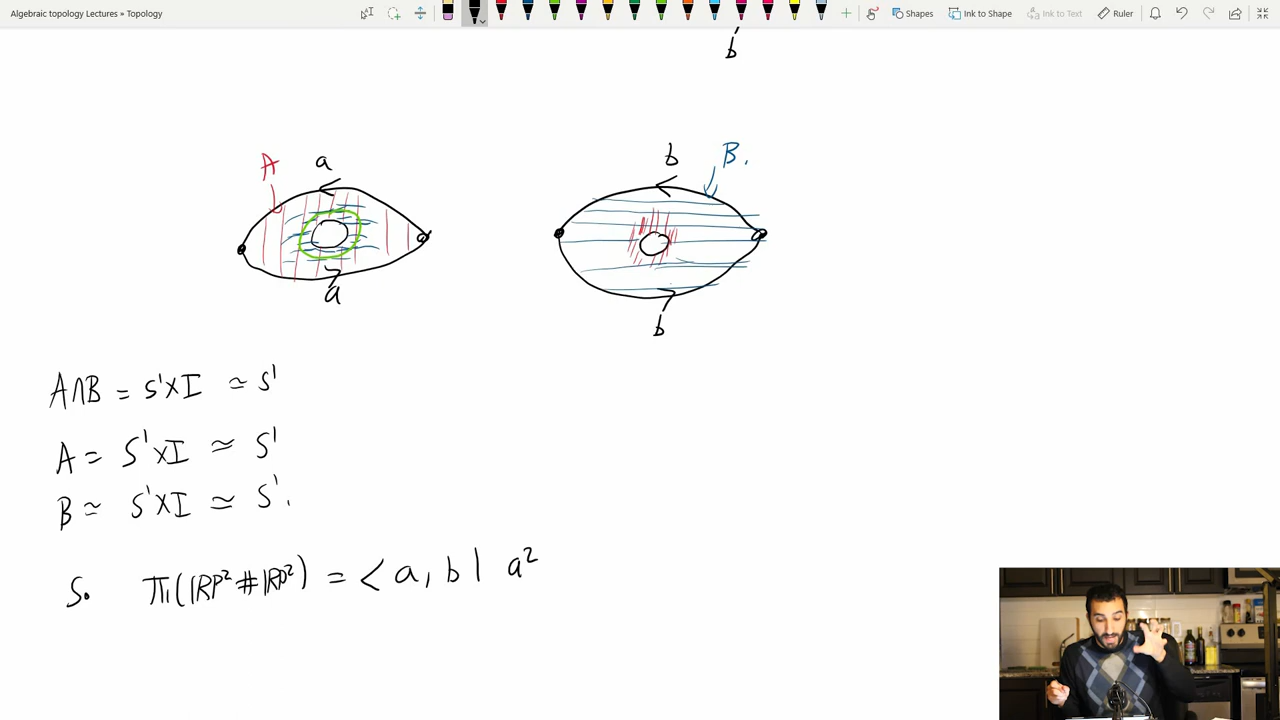 Algebraic topology Lectures » Topology
Shapes
Ink to Shape
Ink to Text
Ruler
b
A
a
a
b
B.
b
A∩B = S¹×I ≃ S¹
A = S¹×I ≃ S¹
B ≃ S¹×I ≃ S¹.
So π₁(RP²#RP²) = < a, b | a²